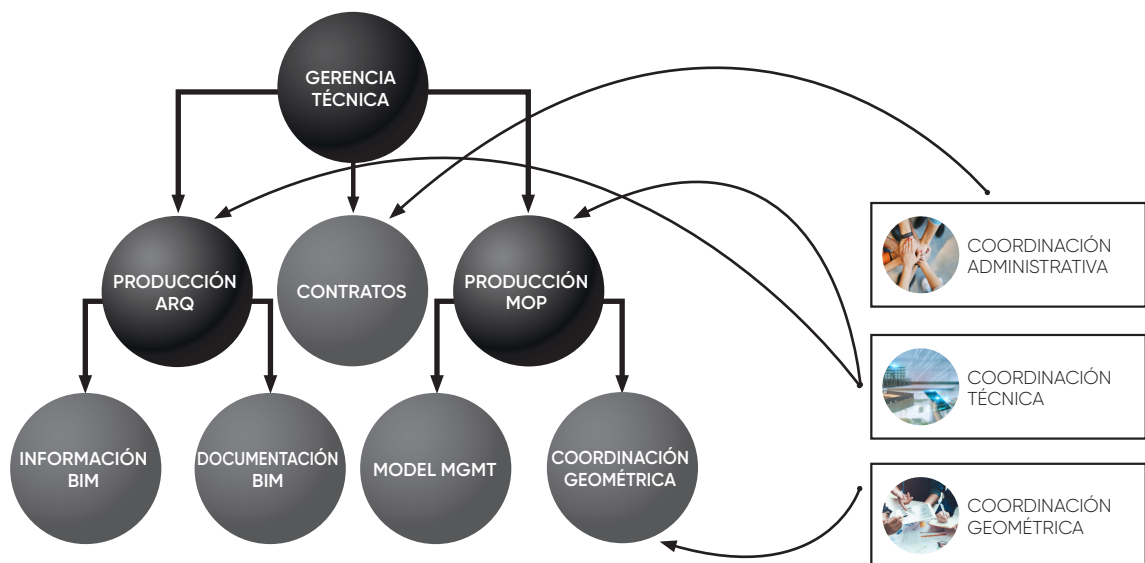 GERENCIA
TÉCNICA
PRODUCCIÓN
ARQ
CONTRATOS
PRODUCCIÓN
MOP
INFORMACIÓN
BIM
DOCUMENTACIÓN
BIM
MODEL MGMT
COORDINACIÓN
GEOMÉTRICA
COORDINACIÓN
ADMINISTRATIVA
COORDINACIÓN
TÉCNICA
COORDINACIÓN
GEOMÉTRICA